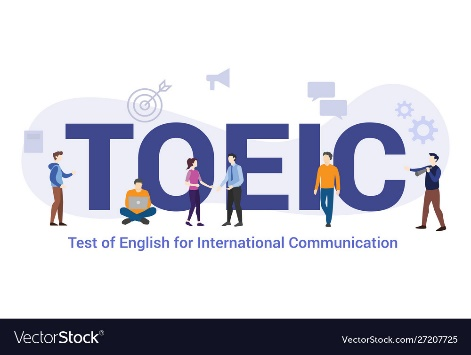 TOEIC
Test of English for International Communication
VectorStock®
VectorStock.com/27207725